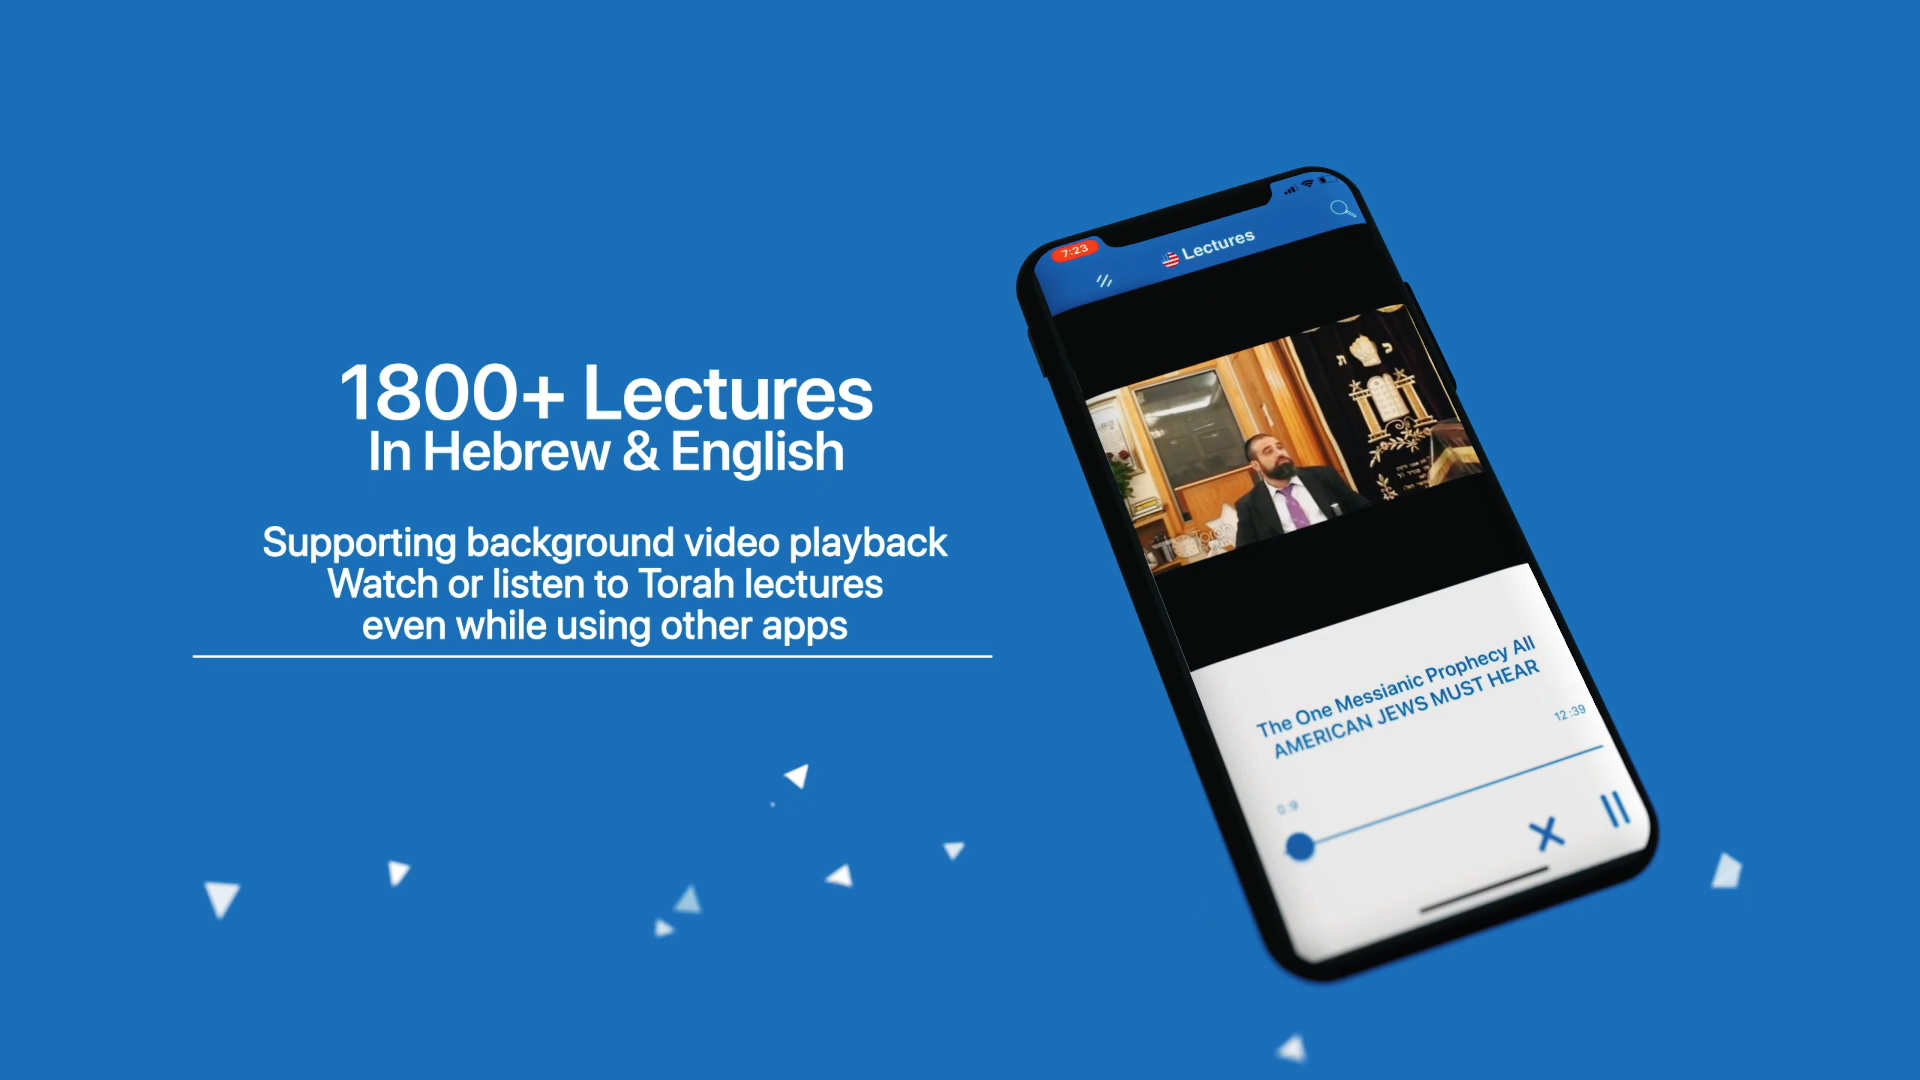 1800+ Lectures
In Hebrew & English
Supporting background video playback
Watch or listen to Torah lectures
even while using other apps
7:23
Lectures
כ ת
Torah
The One Messianic Prophecy All
AMERICAN JEWS MUST HEAR
12:39
0:9